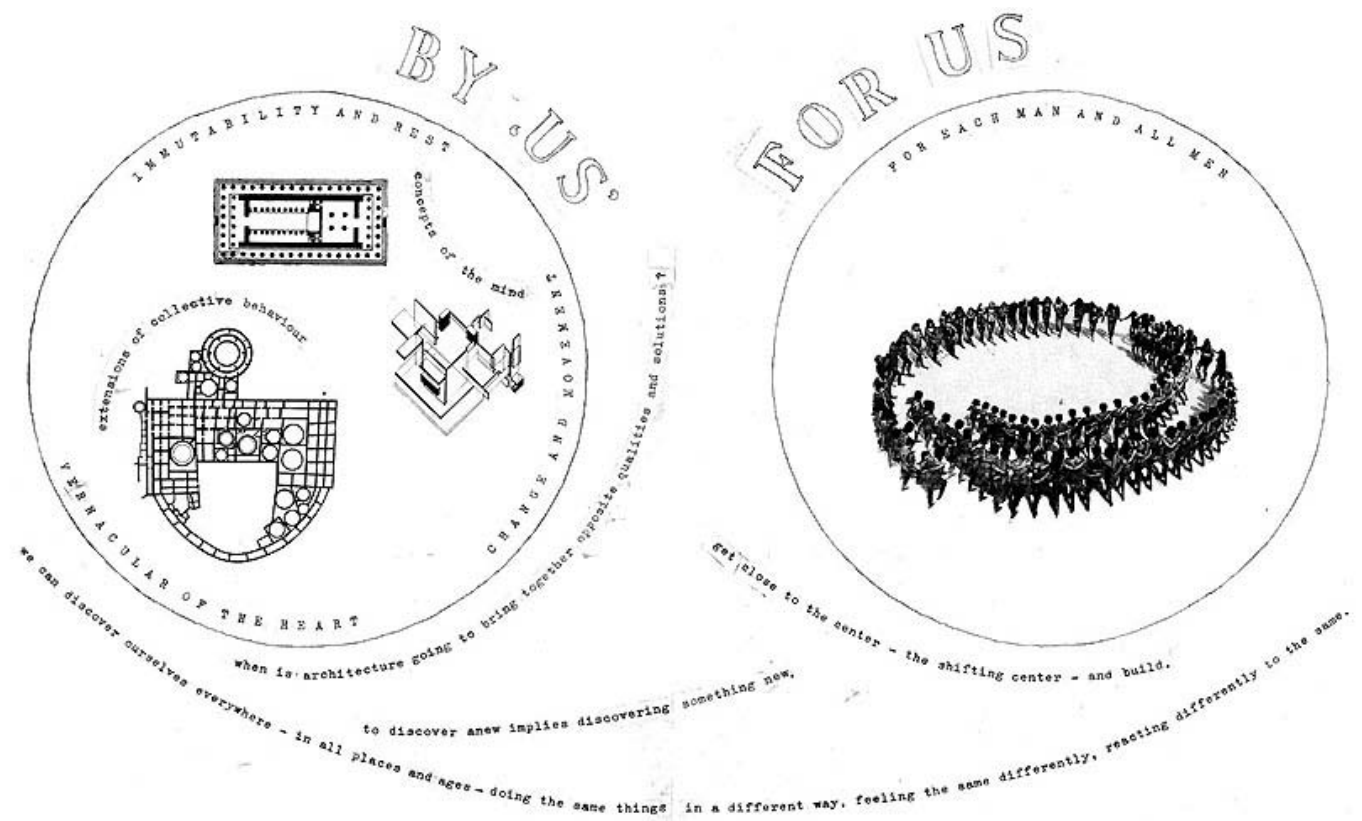 BY ‚US’
FOR US
IMMUTABILITY AND REST
concepts of the mind
extensions of collective behaviour
CHANGE AND MOVEMENT
VERNACULAR OF THE HEART
when is architecture going to bring together opposite qualities and solutions?
we can discover ourselves everywhere - in all places and ages - doing the same things in a different way, feeling the same differently, reacting differently to the same.
to discover anew implies discovering something new,
FOR EACH MAN AND ALL MEN
get close to the center - the shifting center - and build.